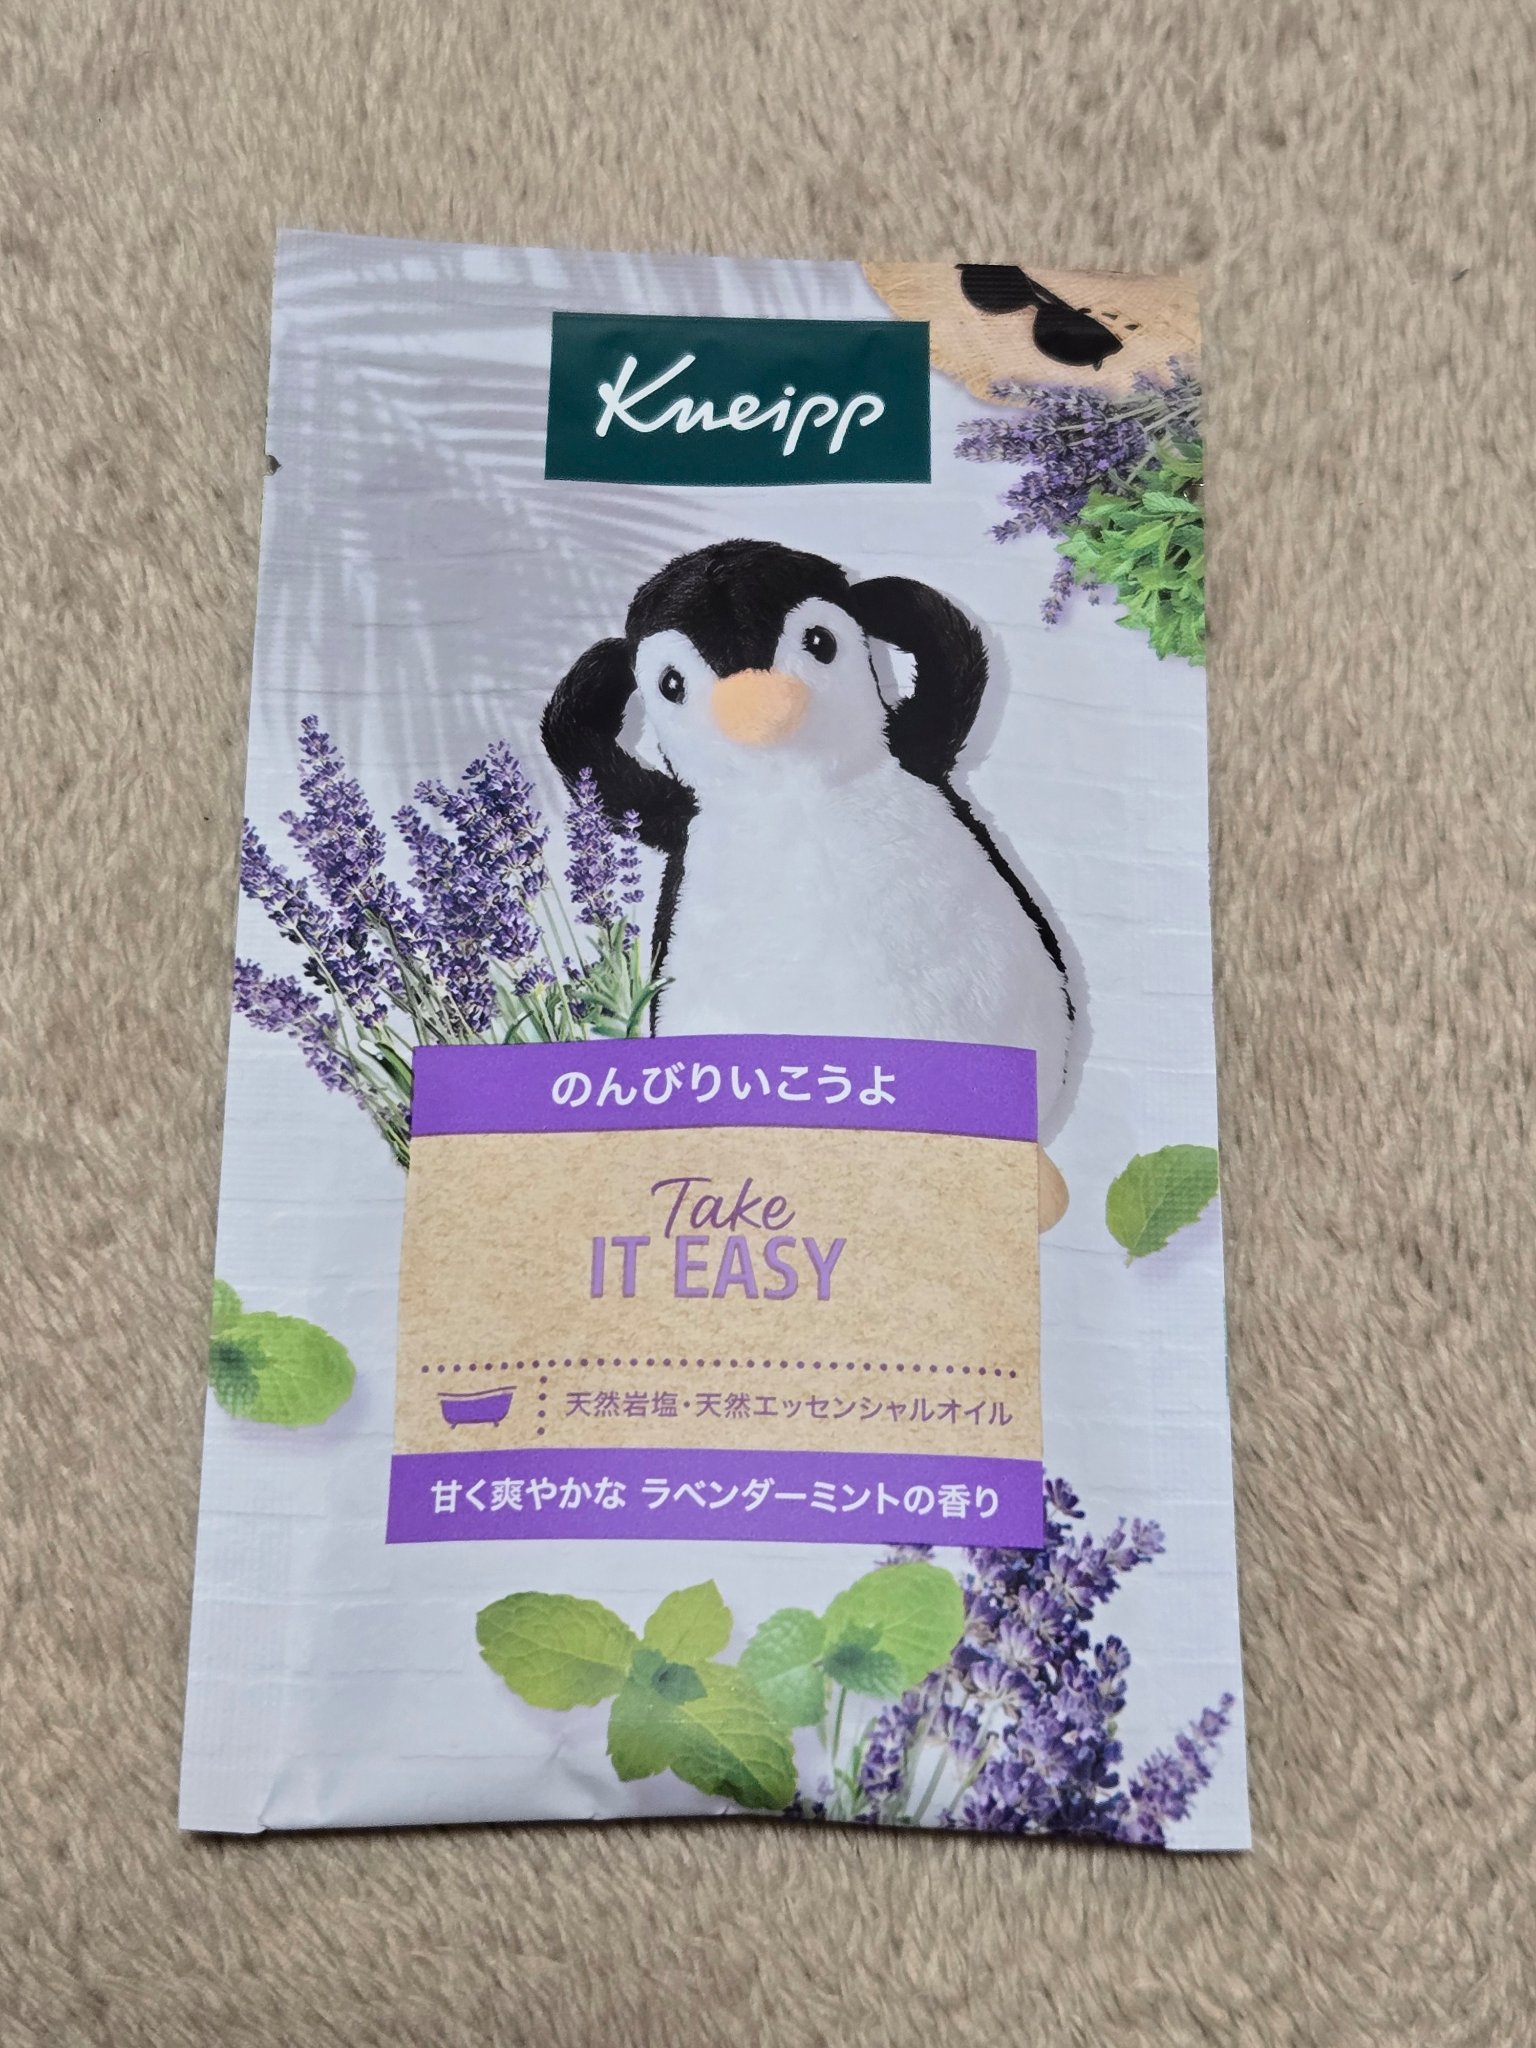 Kneipp
のんびりいこうよ
Take
IT EASY
天然岩塩・天然エッセンシャルオイル
甘く爽やかな ラベンダーミントの香り